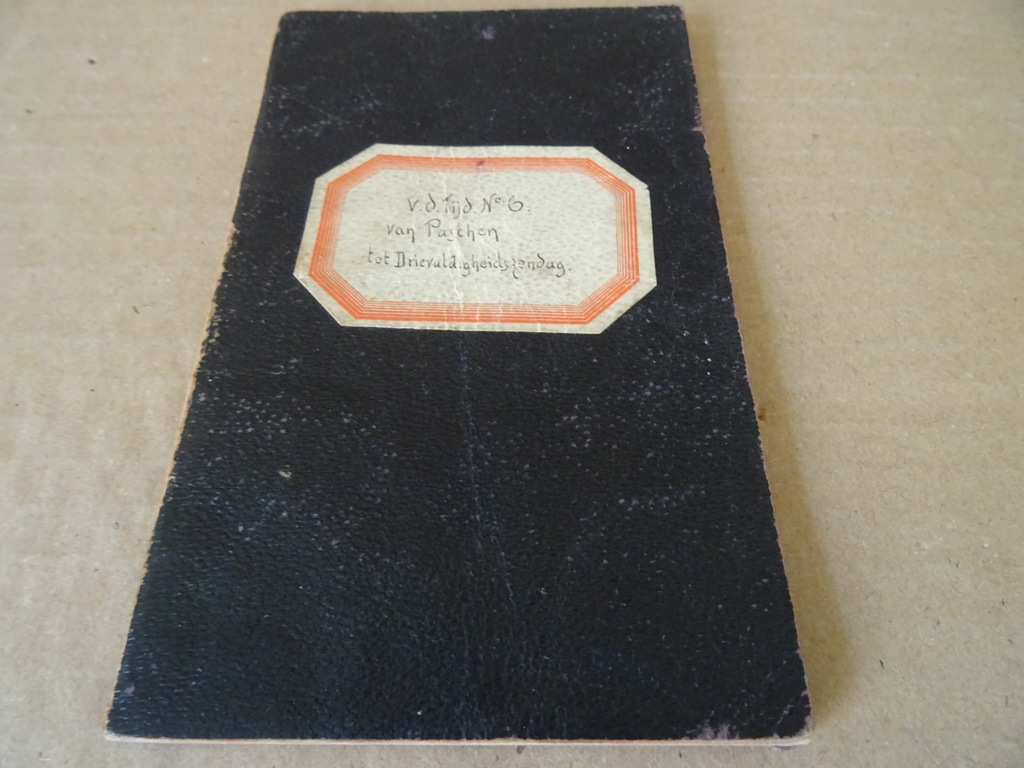 v.d. Tijd. No: 6.
van Paschen
tot Drievuldigheidszondag.